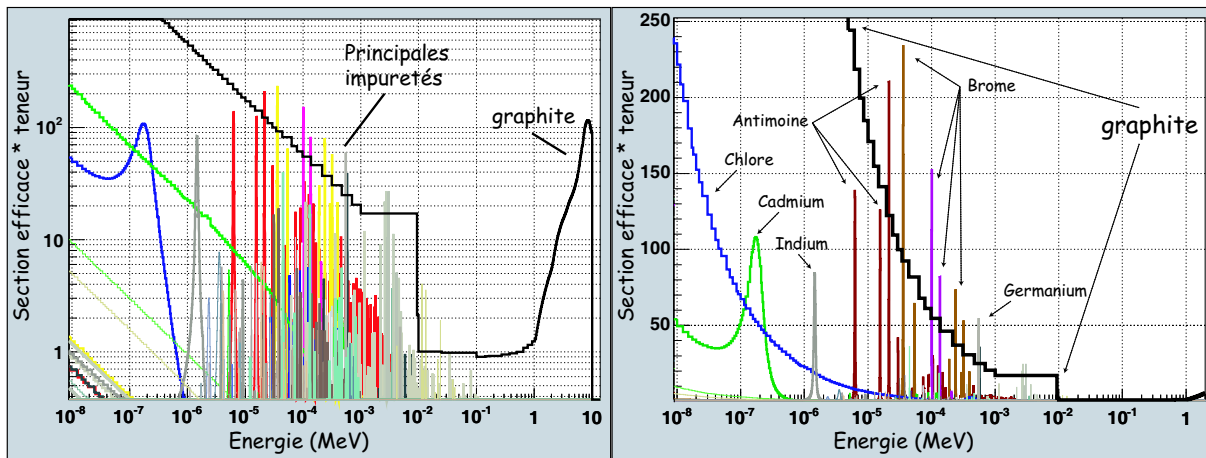 Section efficace * teneur
10²
10
1
Principales
impuretés
graphite
10⁻⁸ 10⁻⁷ 10⁻⁶ 10⁻⁵ 10⁻⁴ 10⁻³ 10⁻² 10⁻¹ 1 10
Energie (MeV)
Section efficace * teneur
250
200
150
100
50
Brome
Antimoine
graphite
Chlore
Cadmium
Indium
Germanium
10⁻⁸ 10⁻⁷ 10⁻⁶ 10⁻⁵ 10⁻⁴ 10⁻³ 10⁻² 10⁻¹ 1
Energie (MeV)